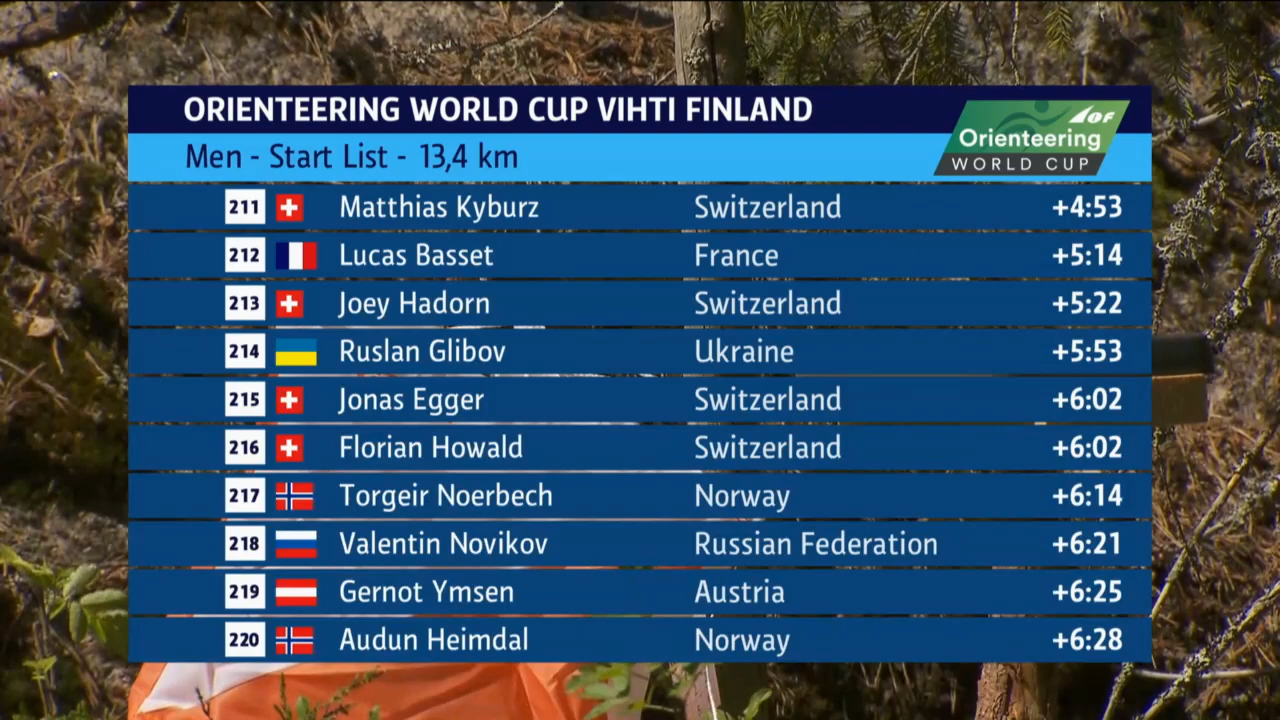 ORIENTEERING WORLD CUP VIHTI FINLAND
Men - Start List - 13,4 km
IOF
Orienteering
WORLD CUP
211 Matthias Kyburz Switzerland +4:53
212 Lucas Basset France +5:14
213 Joey Hadorn Switzerland +5:22
214 Ruslan Glibov Ukraine +5:53
215 Jonas Egger Switzerland +6:02
216 Florian Howald Switzerland +6:02
217 Torgeir Noerbech Norway +6:14
218 Valentin Novikov Russian Federation +6:21
219 Gernot Ymsen Austria +6:25
220 Audun Heimdal Norway +6:28